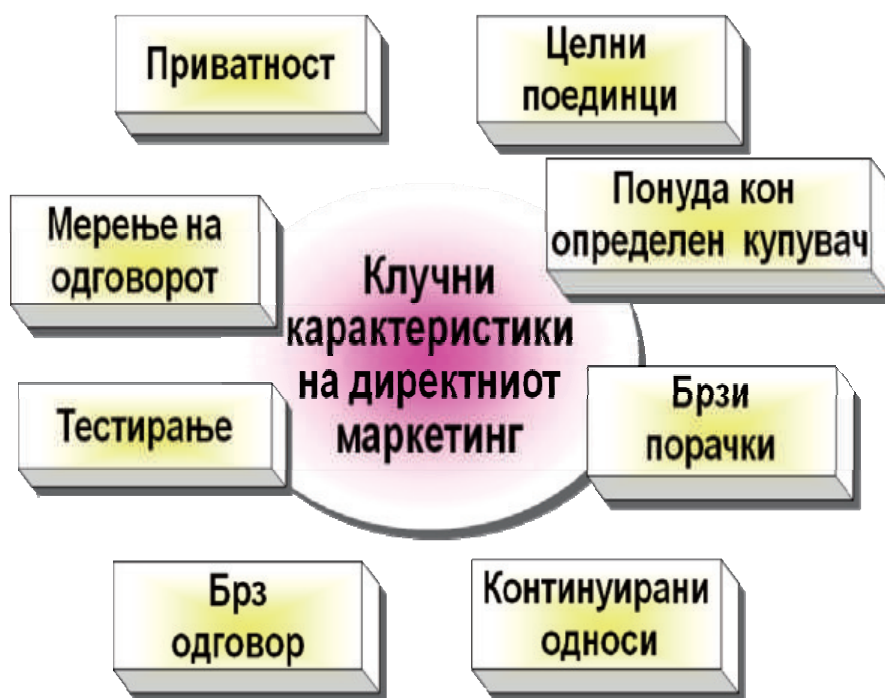 Приватност
Целни
поединци
Понуда кон
определен купувач
Мерење на
одговорот
Клучни
карактеристики
на директниот
маркетинг
Брзи
порачки
Тестирање
Брз
одговор
Континуирани
односи